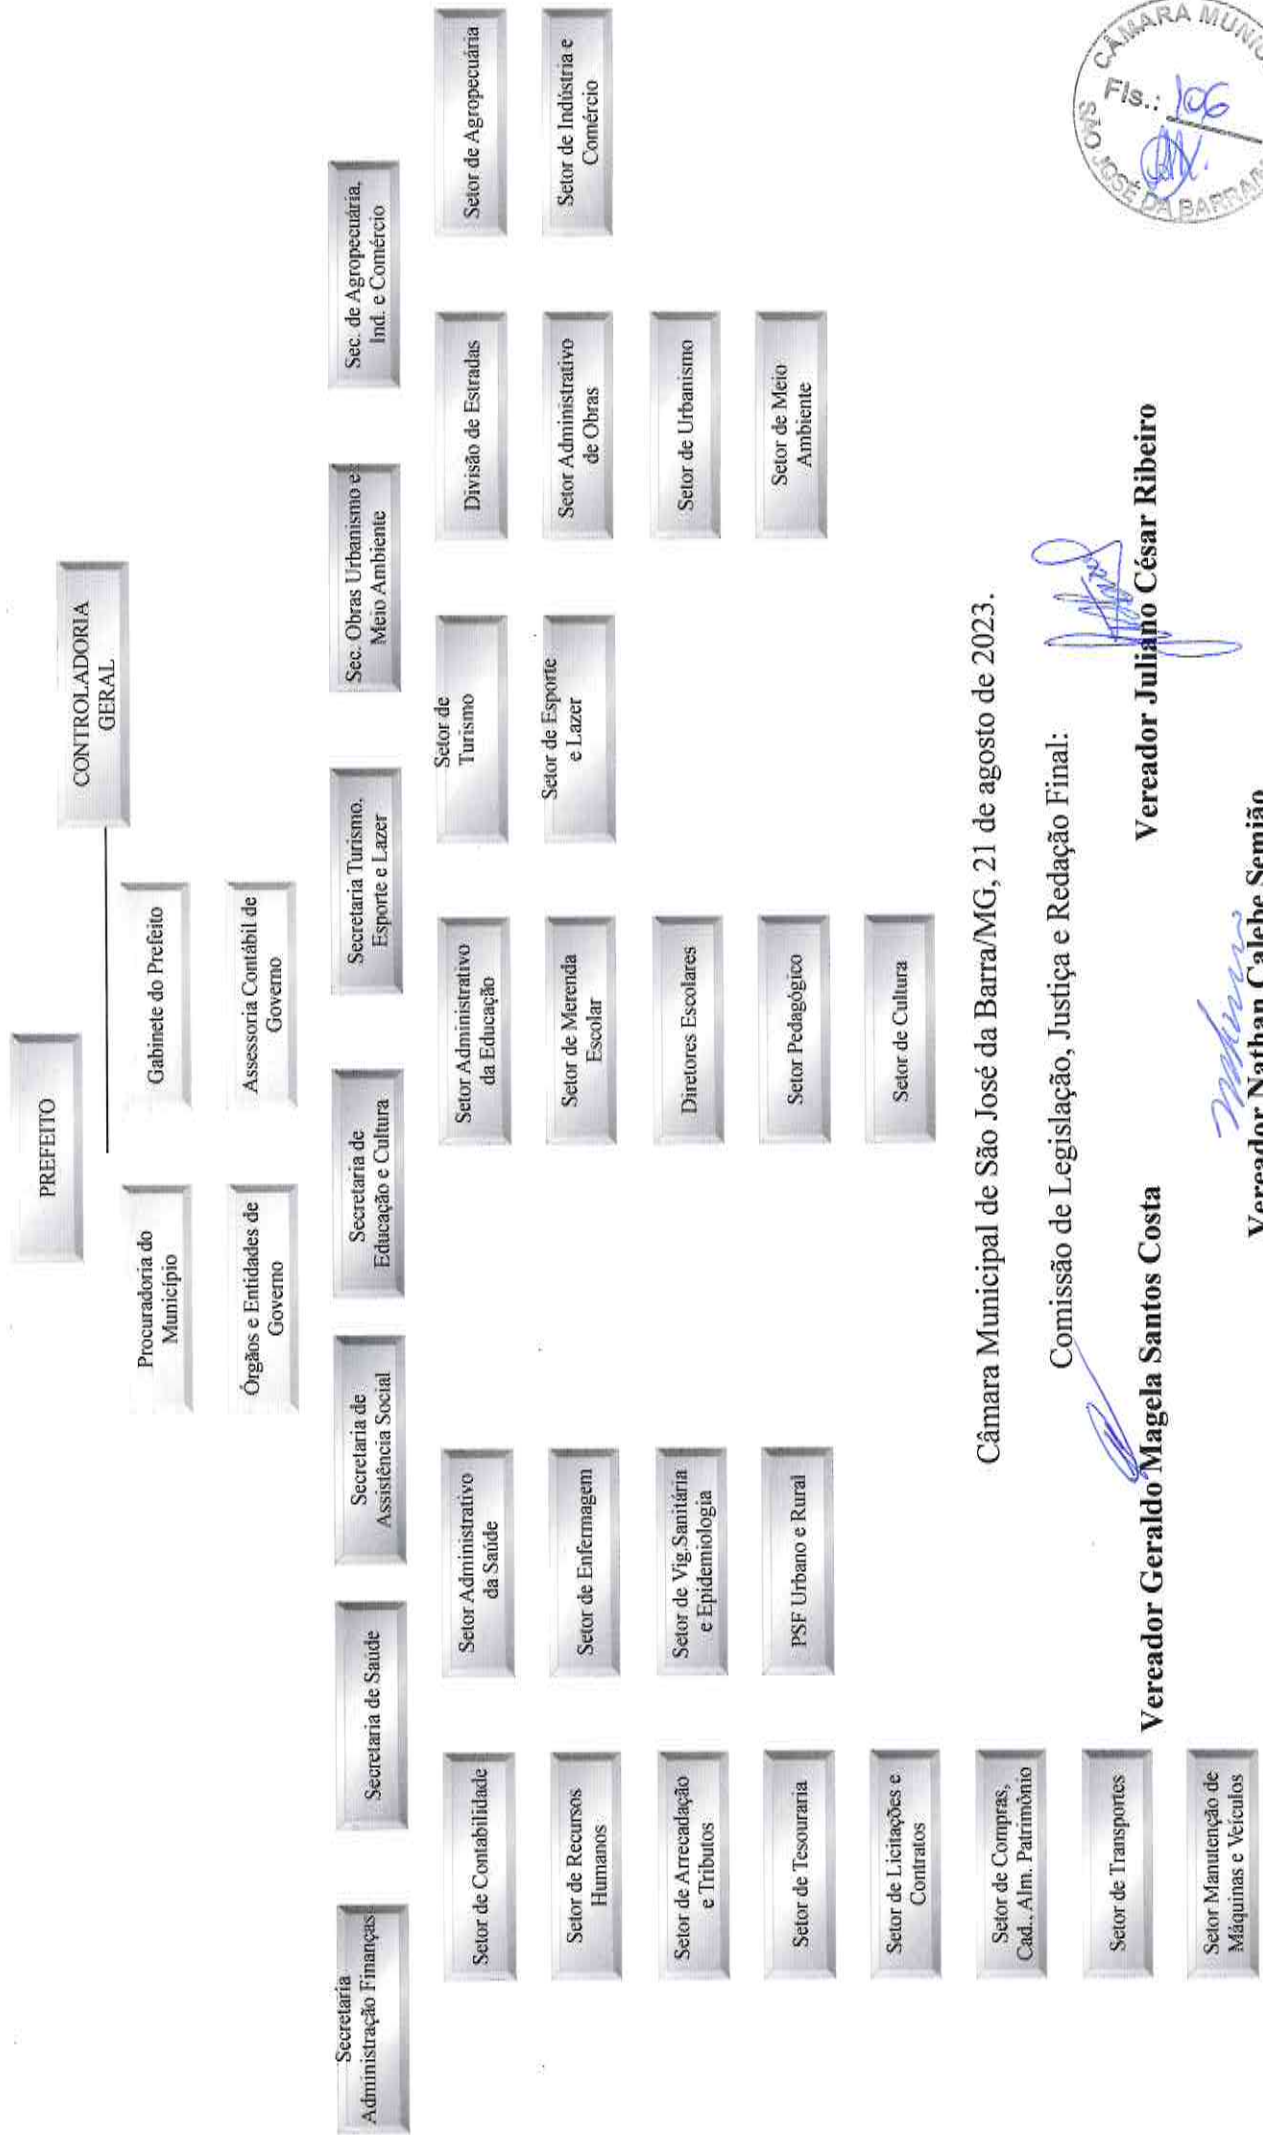 PREFEITO
CONTROLADORIA
GERAL
Procuradoria do
Município
Gabinete do Prefeito
Órgãos e Entidades de
Governo
Assessoria Contábil de
Governo
Secretaria
Administração Finanças
Secretaria de Saúde
Secretaria de
Assistência Social
Secretaria de
Educação e Cultura
Secretaria Turismo,
Esporte e Lazer
Sec. Obras Urbanismo e
Meio Ambiente
Sec. de Agropecuária,
Ind. e Comércio
Setor de Contabilidade
Setor de Recursos
Humanos
Setor de Arrecadação
e Tributos
Setor de Tesouraria
Setor de Licitações e
Contratos
Setor de Compras,
Cad., Alm. Patrimônio
Setor de Transportes
Setor Manutenção de
Máquinas e Veículos
Setor Administrativo
da Saúde
Setor de Enfermagem
Setor de Vig.Sanitária
e Epidemiologia
PSF Urbano e Rural
Setor Administrativo
da Educação
Setor de Merenda
Escolar
Diretores Escolares
Setor Pedagógico
Setor de Cultura
Setor de
Turismo
Setor de Esporte
e Lazer
Divisão de Estradas
Setor Administrativo
de Obras
Setor de Urbanismo
Setor de Meio
Ambiente
Setor de Agropecuária
Setor de Indústria e
Comércio
Câmara Municipal de São José da Barra/MG, 21 de agosto de 2023.
Comissão de Legislação, Justiça e Redação Final:
Vereador Geraldo Magela Santos Costa
Vereador Juliano César Ribeiro
Vereador Nathan Calebe Semião
CÂMARA
SÃO JOSÉ DA
Fls.: 106